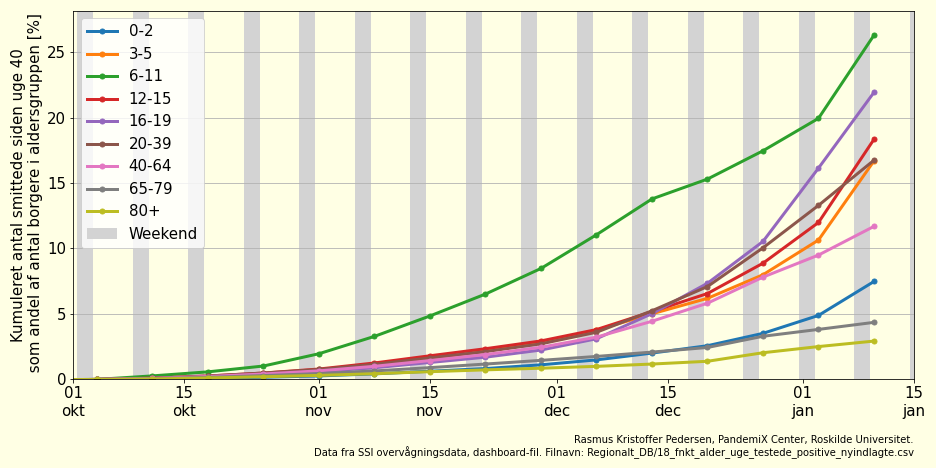 Kumuleret antal smittede siden uge 40
som andel af antal borgere i aldersgruppen [%]
25
20
15
10
5
0
0-2
3-5
6-11
12-15
16-19
20-39
40-64
65-79
80+
Weekend
01 15 01 15 01 15 01 15
okt okt nov nov dec dec jan jan
Rasmus Kristoffer Pedersen, PandemiX Center, Roskilde Universitet.
Data fra SSI overvågningsdata, dashboard-fil. Filnavn: Regionalt_DB/18_fnkt_alder_uge_testede_positive_nyindlagte.csv